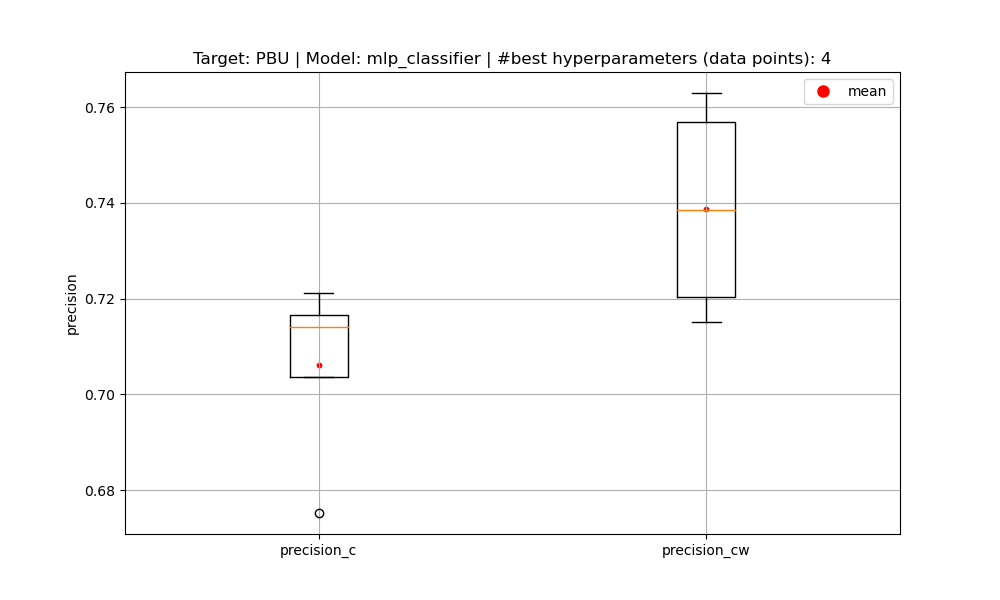 Target: PBU | Model: mlp_classifier | #best hyperparameters (data points): 4
mean
0.76
0.74
0.72
0.70
0.68
precision
precision_c
precision_cw